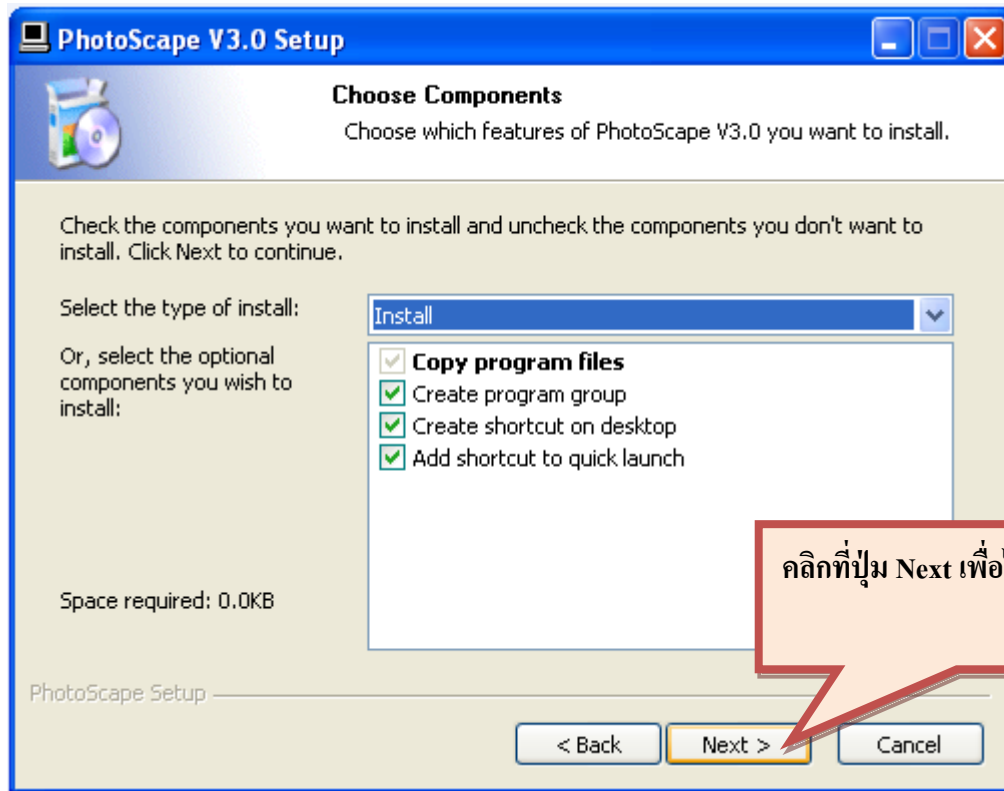 PhotoScape V3.0 Setup
Choose Components
Choose which features of PhotoScape V3.0 you want to install.
Check the components you want to install and uncheck the components you don't want to
install. Click Next to continue.
Select the type of install:
Install
Or, select the optional
components you wish to
install:
Copy program files
Create program group
Create shortcut on desktop
Add shortcut to quick launch
Space required: 0.0KB
คลิกที่ปุ่ม Next เพื่อ
PhotoScape Setup
< Back
Next >
Cancel